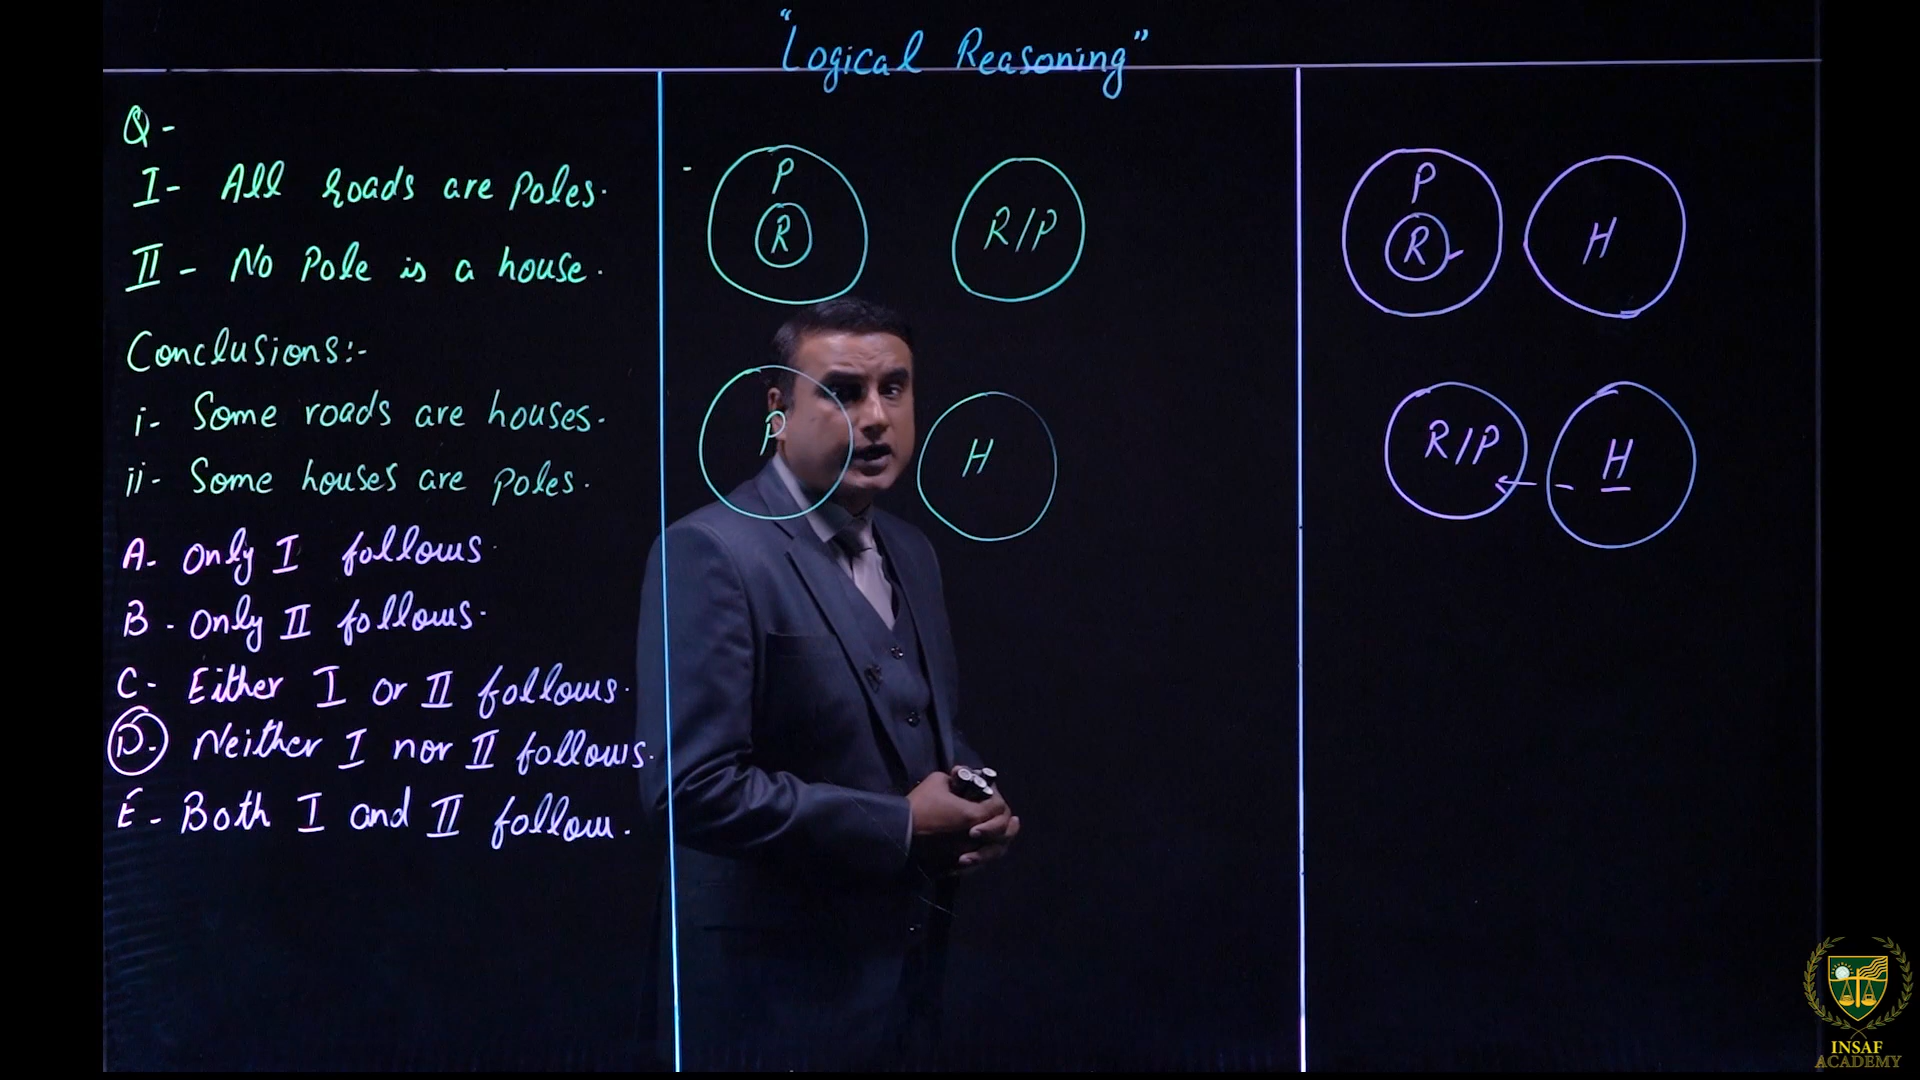 "Logical Reasoning"
Q-
I- All roads are poles.
II- No Pole is a house.
Conclusions:-
i- Some roads are houses.
ii- Some houses are poles.
A- Only I follows.
B- Only II follows.
C- Either I or II follows.
D. Neither I nor II follows.
E- Both I and II follow.
P
R
R/P
P
H
P
R
H
R/P
H
INSAF
ACADEMY